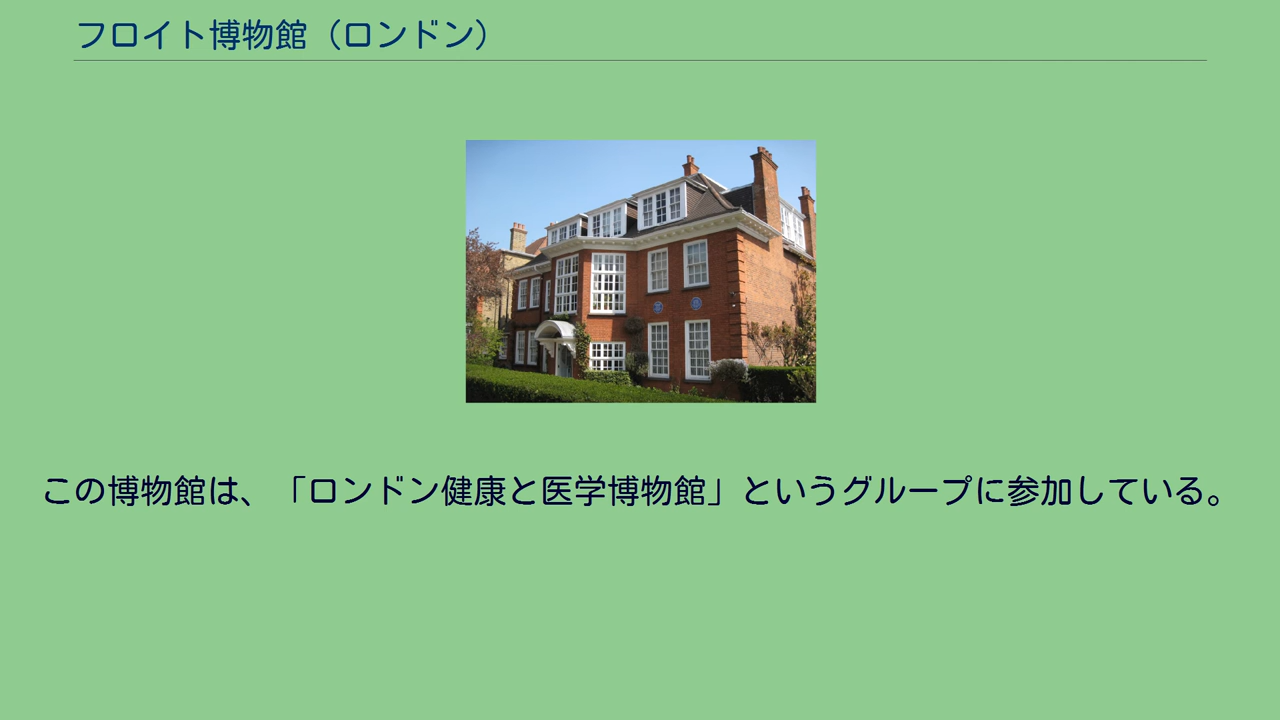 フロイト博物館（ロンドン）
この博物館は、「ロンドン健康と医学博物館」というグループに参加している。